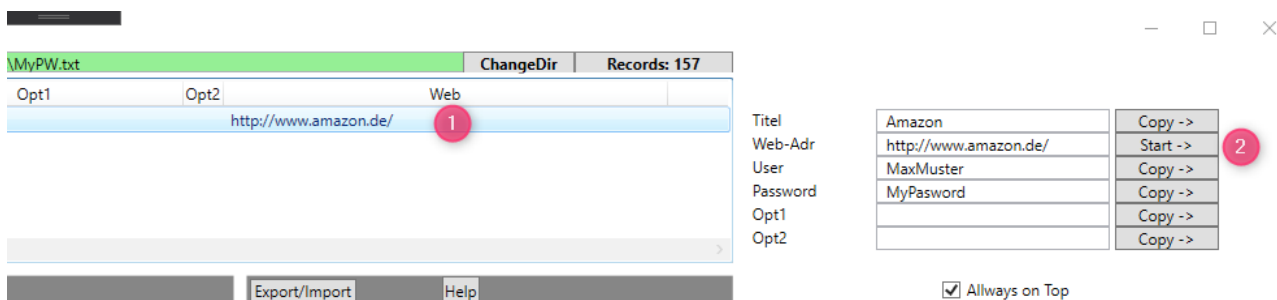 \MyPW.txt ChangeDir Records: 157
Opt1 Opt2 Web
http://www.amazon.de/ 1
Titel Amazon Copy ->
Web-Adr http://www.amazon.de/ Start -> 2
User MaxMuster Copy ->
Password MyPasword Copy ->
Opt1 Copy ->
Opt2 Copy ->
Export/Import Help
Allways on Top